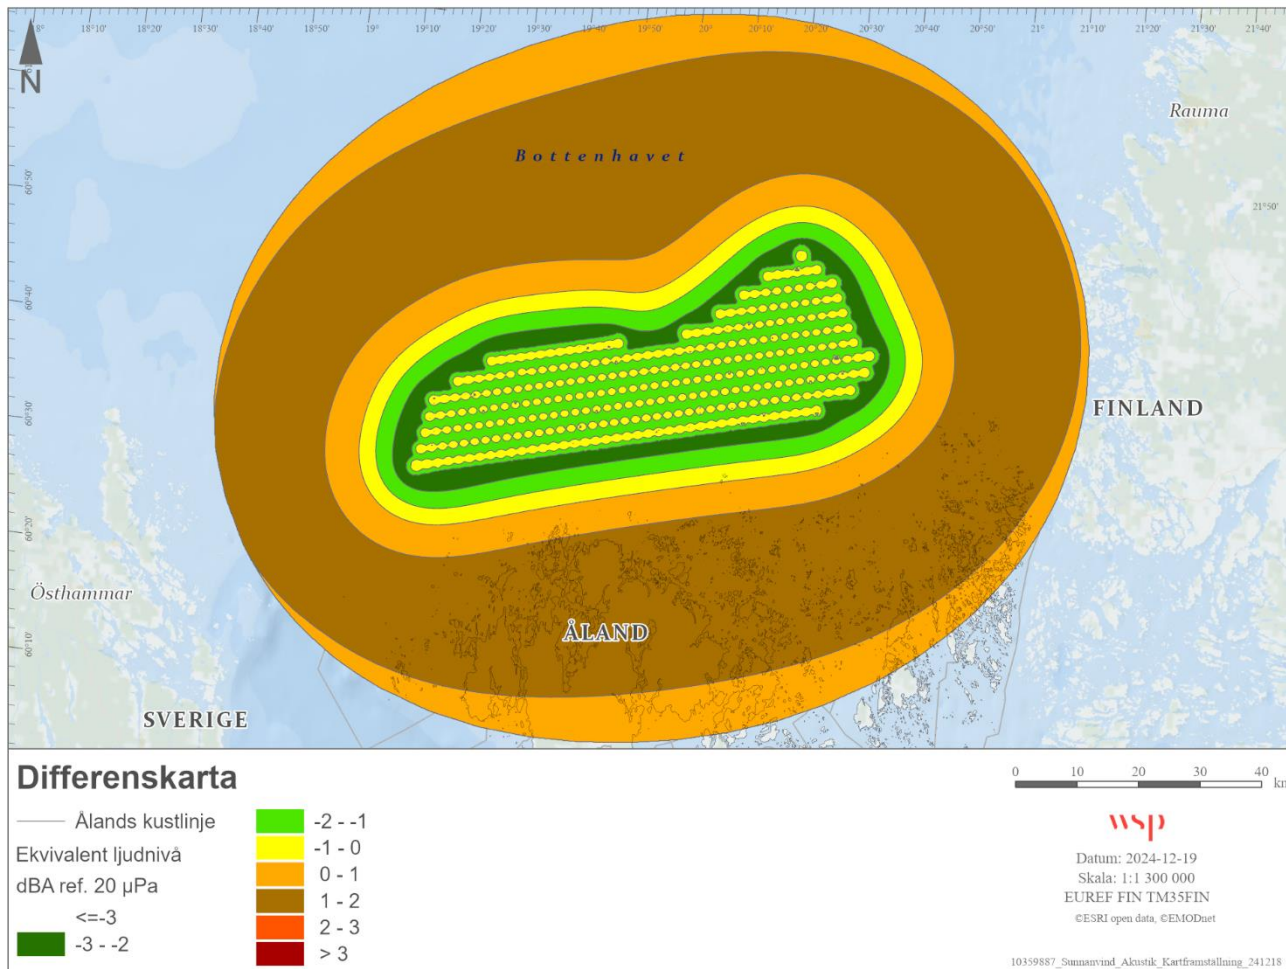 8° 18°10' 18°20' 18°30' 18°40' 18°50' 19° 19°10' 19°20' 19°30' 19°40' 19°50' 20° 20°10' 20°20' 20°30' 20°40' 20°50' 21° 21°10' 21°20' 21°30' 21°40'
N
Rauma
Bottenhavet
60°50'
21°50'
60°40'
60°30'
FINLAND
60°20'
Östhammar
60°10'
ÅLAND
SVERIGE
Differenskarta
Ålands kustlinje
Ekvivalent ljudnivå
dBA ref. 20 µPa
<=-3
-3 - -2
-2 - -1
-1 - 0
0 - 1
1 - 2
2 - 3
> 3
0 10 20 30 40
km
wsp
Datum: 2024-12-19
Skala: 1:1 300 000
EUREF FIN TM35FIN
©ESRI open data, ©EMODnet
10359887_Sunnanvind_Akustik_Kartframställning_241218